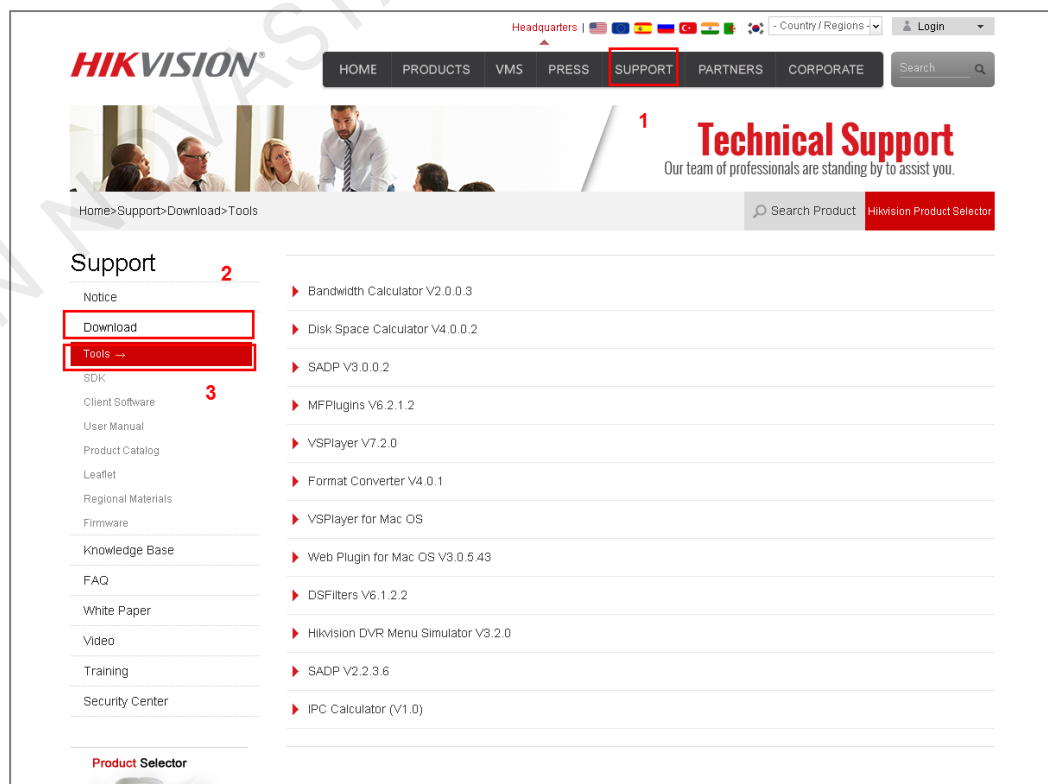 Headquarters |
- Country / Regions -
Login
HIKVISION®
HOME PRODUCTS VMS PRESS SUPPORT PARTNERS CORPORATE
Search
1
Technical Support
Our team of professionals are standing by to assist you.
Home>Support>Download>Tools
Search Product
Hikvision Product Selector
Support
2
Notice
Download
Tools →
3
SDK
Client Software
User Manual
Product Catalog
Leaflet
Regional Materials
Firmware
Knowledge Base
FAQ
White Paper
Video
Training
Security Center
Product Selector
Bandwidth Calculator V2.0.0.3
Disk Space Calculator V4.0.0.2
SADP V3.0.0.2
MFPlugins V6.2.1.2
VSPlayer V7.2.0
Format Converter V4.0.1
VSPlayer for Mac OS
Web Plugin for Mac OS V3.0.5.43
DSFilters V6.1.2.2
Hikvision DVR Menu Simulator V3.2.0
SADP V2.2.3.6
IPC Calculator (V1.0)
N NOVASTA